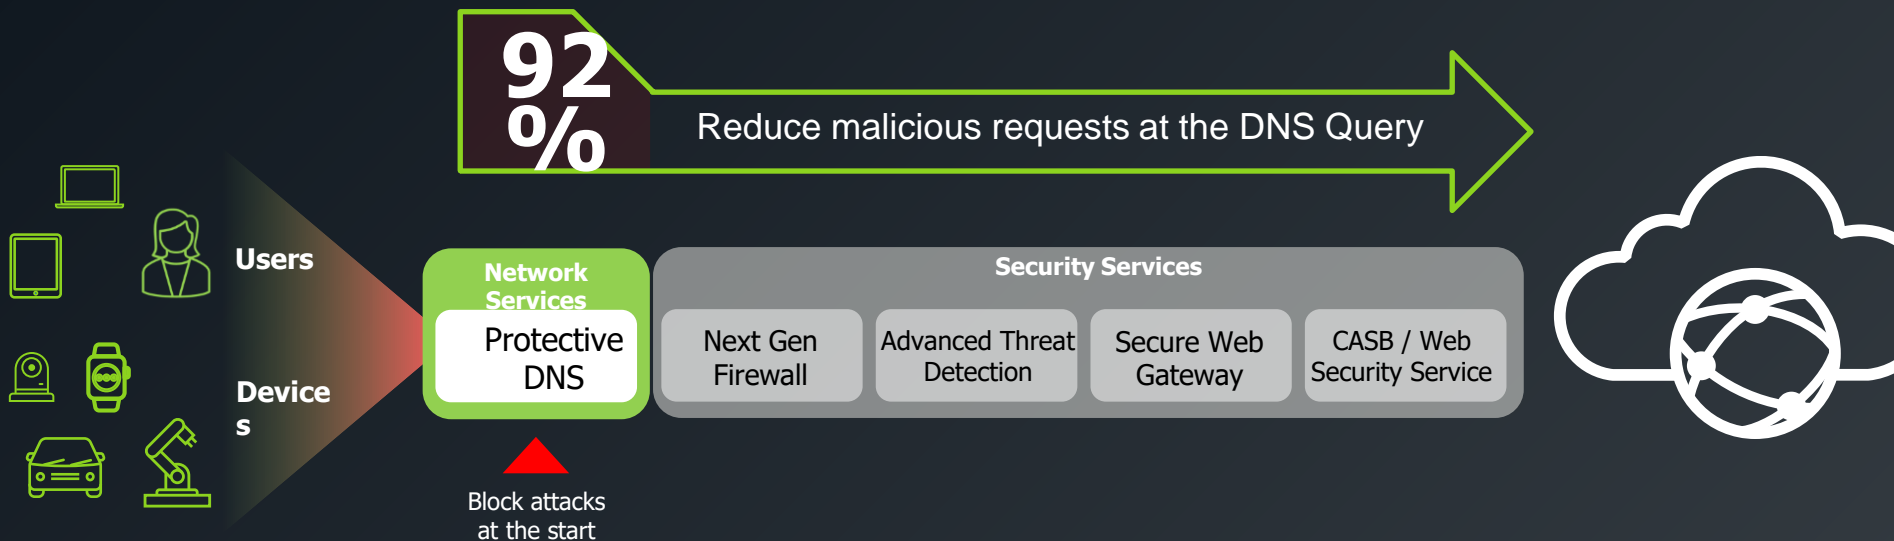 92
%
Reduce malicious requests at the DNS Query
Users
Device
s
Network
Services
Protective
DNS
Security Services
Next Gen
Firewall
Advanced Threat
Detection
Secure Web
Gateway
CASB / Web
Security Service
Block attacks
at the start